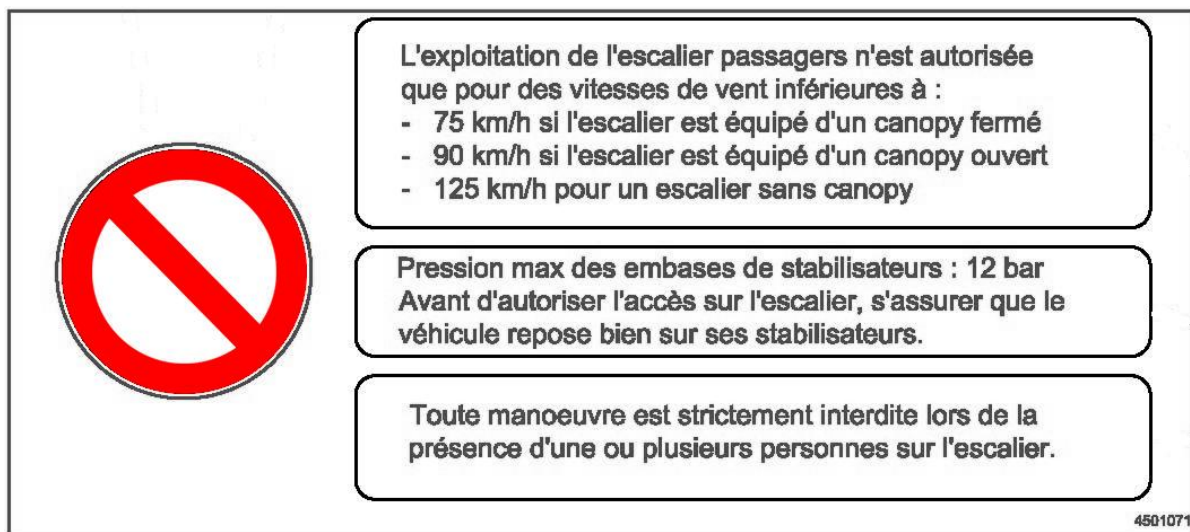 L'exploitation de l'escalier passagers n'est autorisée
que pour des vitesses de vent inférieures à :
- 75 km/h si l'escalier est équipé d'un canopy fermé
- 90 km/h si l'escalier est équipé d'un canopy ouvert
- 125 km/h pour un escalier sans canopy
Pression max des embases de stabilisateurs : 12 bar
Avant d'autoriser l'accès sur l'escalier, s'assurer que le
véhicule repose bien sur ses stabilisateurs.
Toute manoeuvre est strictement interdite lors de la
présence d'une ou plusieurs personnes sur l'escalier.
4501071